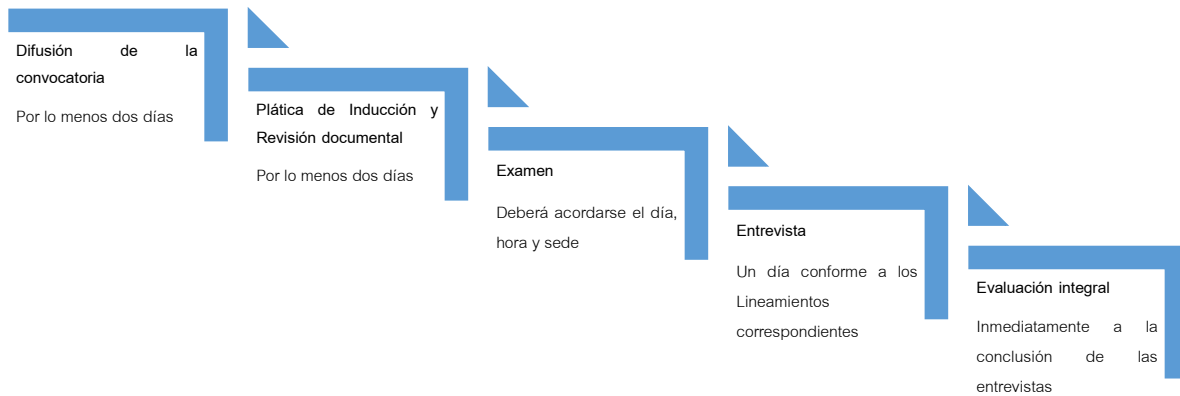 Difusión de la
convocatoria
Por lo menos dos días
Plática de Inducción y
Revisión documental
Por lo menos dos días
Examen
Deberá acordarse el día,
hora y sede
Entrevista
Un día conforme a los
Lineamientos
correspondientes
Evaluación integral
Inmediatamente a la
conclusión de las
entrevistas